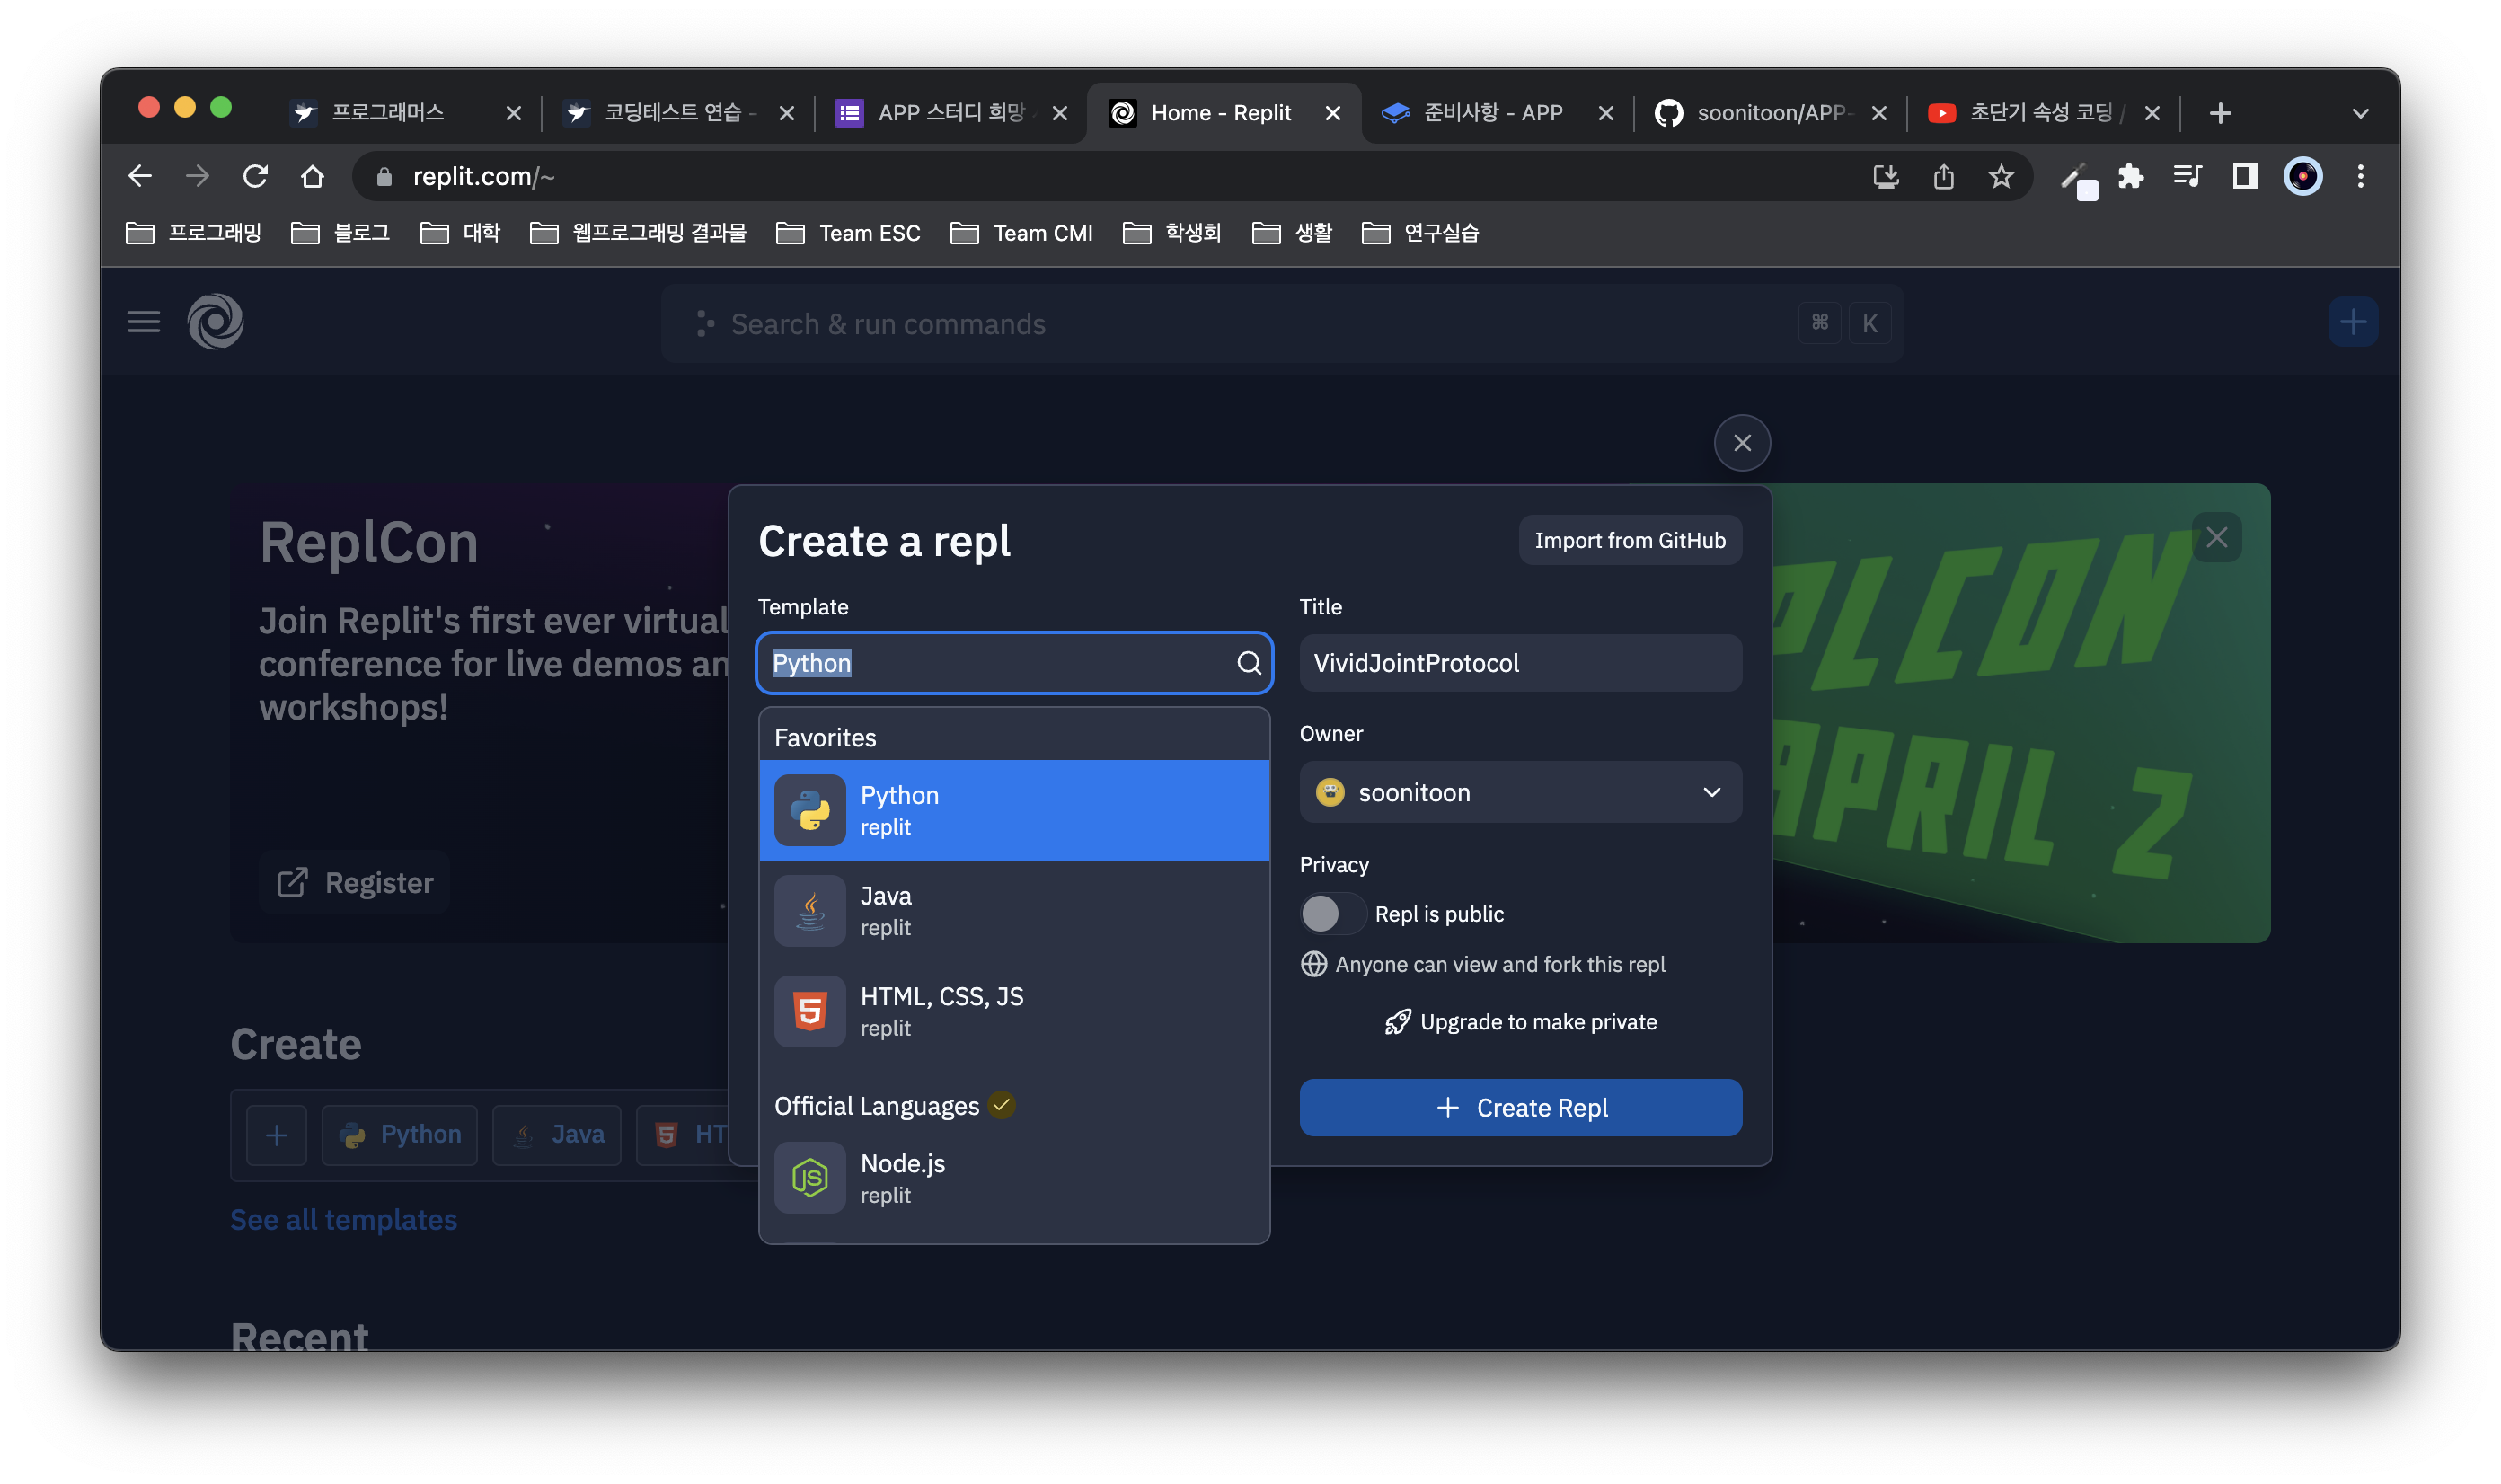 프로그래머스
코딩테스트 연습 -
APP 스터디 희망
Home - Replit
준비사항 - APP
soonitoon/APP-
초단기 속성 코딩 /
replit.com/~
프로그래밍
블로그
대학
웹프로그래밍 결과물
Team ESC
Team CMI
학생회
생활
연구실습
Search & run commands
⌘
K
ReplCon
Join Replit's first ever virtual
conference for live demos an
workshops!
Register
PLCON
APRIL 2
Create a repl
Import from GitHub
Template
Python
Favorites
Python
replit
Java
replit
HTML, CSS, JS
replit
Official Languages
Node.js
replit
Title
VividJointProtocol
Owner
soonitoon
Privacy
Repl is public
Anyone can view and fork this repl
Upgrade to make private
Create Repl
Create
Python
Java
HT
See all templates
Recent